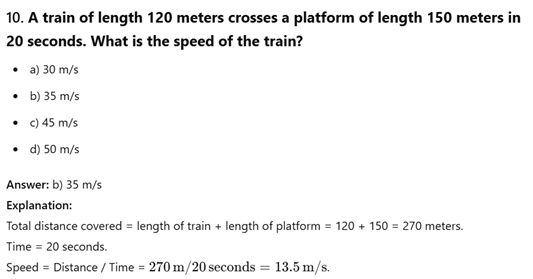 10. A train of length 120 meters crosses a platform of length 150 meters in
20 seconds. What is the speed of the train?
• a) 30 m/s
• b) 35 m/s
• c) 45 m/s
• d) 50 m/s
Answer: b) 35 m/s
Explanation:
Total distance covered = length of train + length of platform = 120 + 150 = 270 meters.
Time = 20 seconds.
Speed = Distance / Time = 270 m/20 seconds = 13.5 m/s.